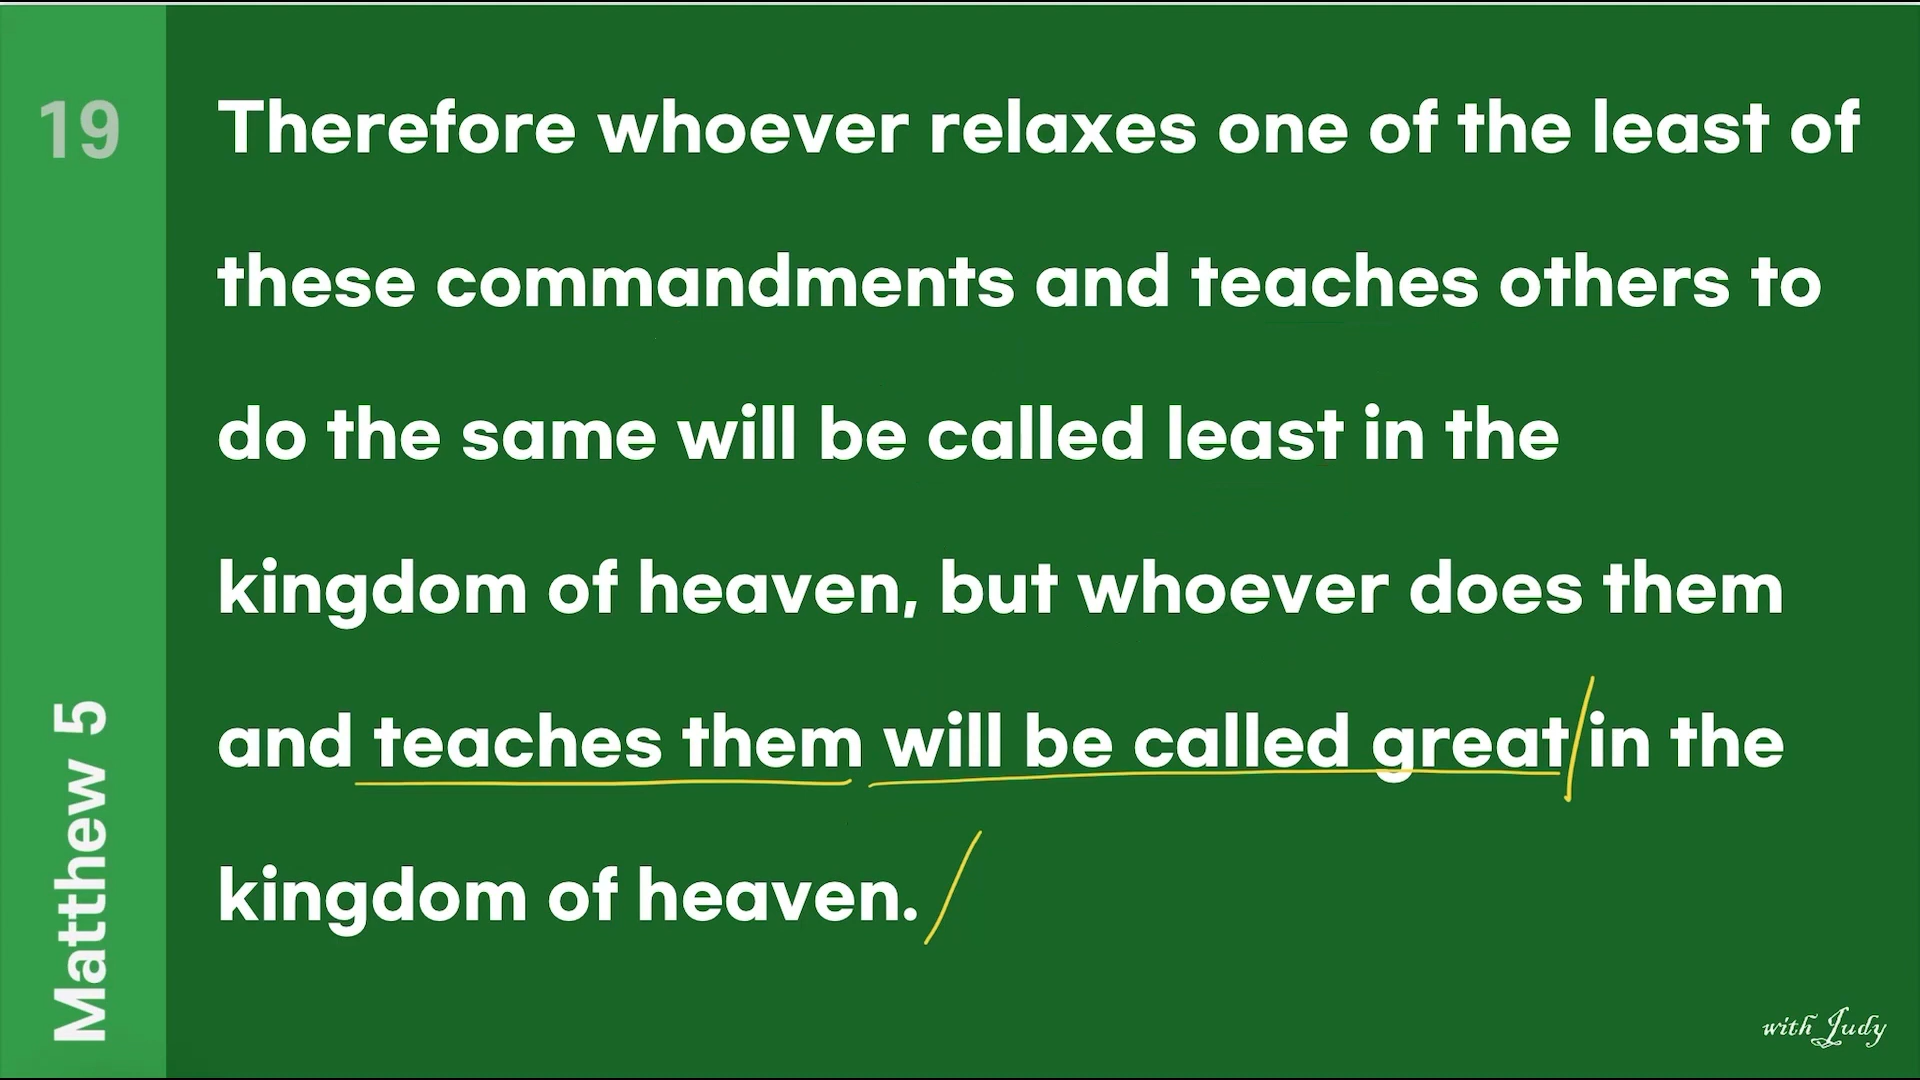 19
Therefore whoever relaxes one of the least of
these commandments and teaches others to
do the same will be called least in the
kingdom of heaven, but whoever does them
and teaches them will be called great in the
kingdom of heaven.
Matthew 5
with Judy